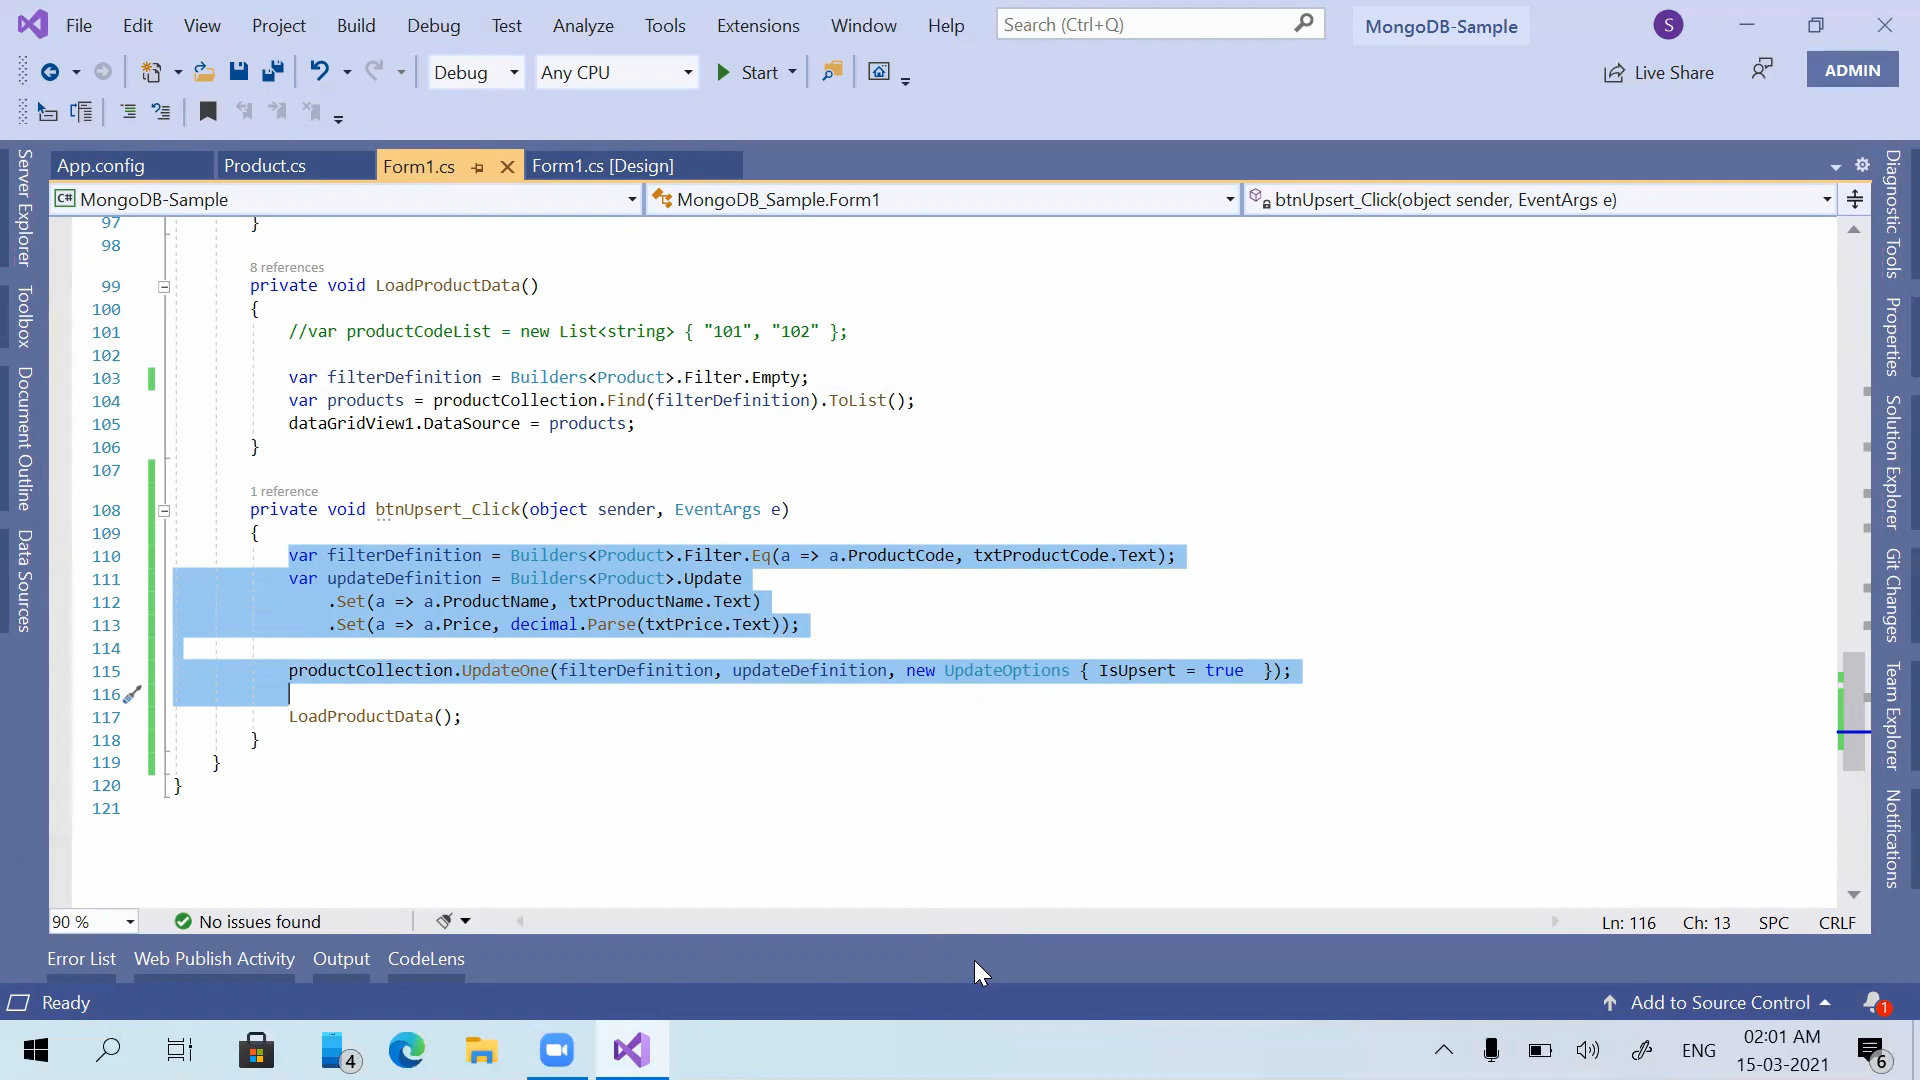 File Edit View Project Build Debug Test Analyze Tools Extensions Window Help Search (Ctrl+Q) MongoDB-Sample S
Debug Any CPU Start Live Share ADMIN
App.config Product.cs Form1.cs Form1.cs [Design]
C# MongoDB-Sample MongoDB_Sample.Form1 btnUpsert_Click(object sender, EventArgs e)
Server Explorer
Toolbox
Document Outline
Data Sources
97 }
98
8 references
99 private void LoadProductData()
100 {
101 //var productCodeList = new List<string> { "101", "102" };
102
103 var filterDefinition = Builders<Product>.Filter.Empty;
104 var products = productCollection.Find(filterDefinition).ToList();
105 dataGridView1.DataSource = products;
106 }
107
1 reference
108 private void btnUpsert_Click(object sender, EventArgs e)
109 {
110 var filterDefinition = Builders<Product>.Filter.Eq(a => a.ProductCode, txtProductCode.Text);
111 var updateDefinition = Builders<Product>.Update
112 .Set(a => a.ProductName, txtProductName.Text)
113 .Set(a => a.Price, decimal.Parse(txtPrice.Text));
114
115 productCollection.UpdateOne(filterDefinition, updateDefinition, new UpdateOptions { IsUpsert = true  });
116
117 LoadProductData();
118 }
119 }
120 }
121
Diagnostic Tools
Properties
Solution Explorer
Git Changes
Team Explorer
Notifications
90 % No issues found Ln: 116 Ch: 13 SPC CRLF
Error List Web Publish Activity Output CodeLens
Ready Add to Source Control 1
4 ENG 02:01 AM
15-03-2021 6